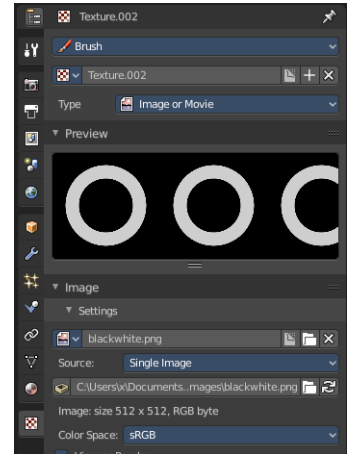 Texture.002
Brush
Texture.002
Type Image or Movie
Preview
Image
Settings
blackwhite.png
Source: Single Image
C:\Users\x\Documents..mages\blackwhite.png
Image: size 512 x 512, RGB byte
Color Space: sRGB